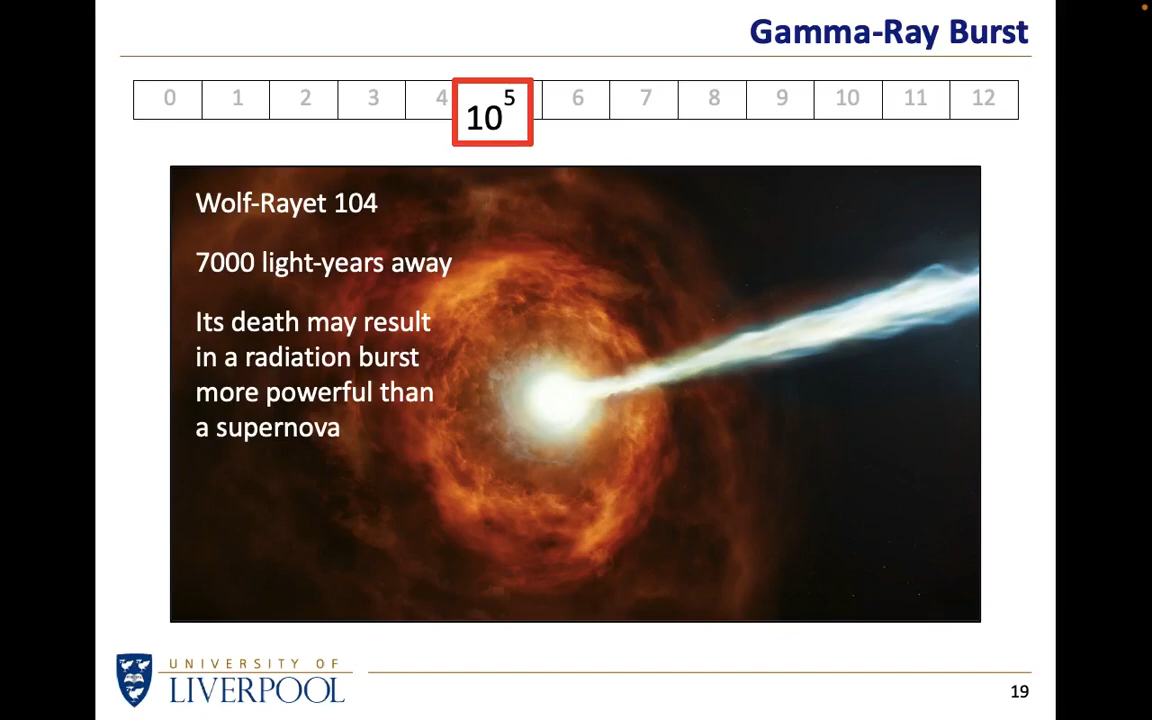 Gamma-Ray Burst
0 1 2 3 4 10⁵ 6 7 8 9 10 11 12
Wolf-Rayet 104
7000 light-years away
Its death may result
in a radiation burst
more powerful than
a supernova
UNIVERSITY OF
LIVERPOOL
19